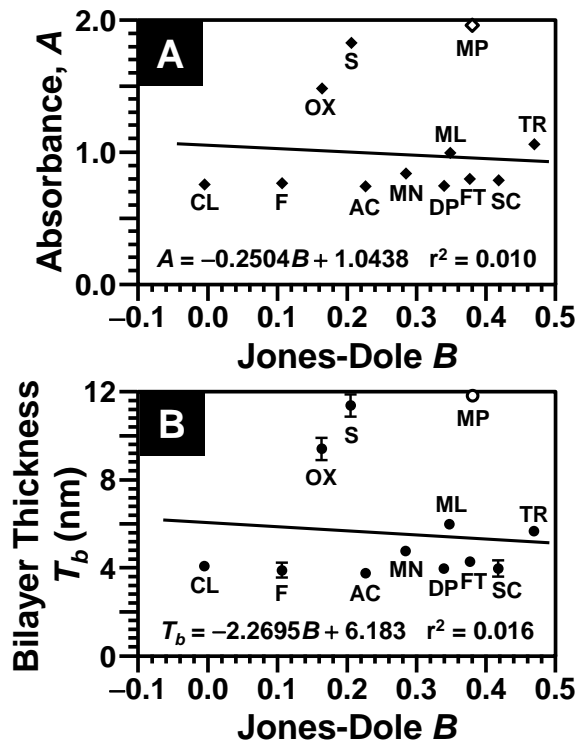 A
Absorbance, A
2.0
1.0
0.0
MP
S
OX
ML
TR
CL
F
AC
MN
DP
FT
SC
A = −0.2504B + 1.0438 r² = 0.010
−0.1 0.0 0.1 0.2 0.3 0.4 0.5
Jones-Dole B
B
Bilayer Thickness
T_b (nm)
12
8
4
0
MP
S
OX
ML
TR
CL
F
AC
MN
DP
FT
SC
T_b = −2.2695B + 6.183 r² = 0.016
−0.1 0.0 0.1 0.2 0.3 0.4 0.5
Jones-Dole B